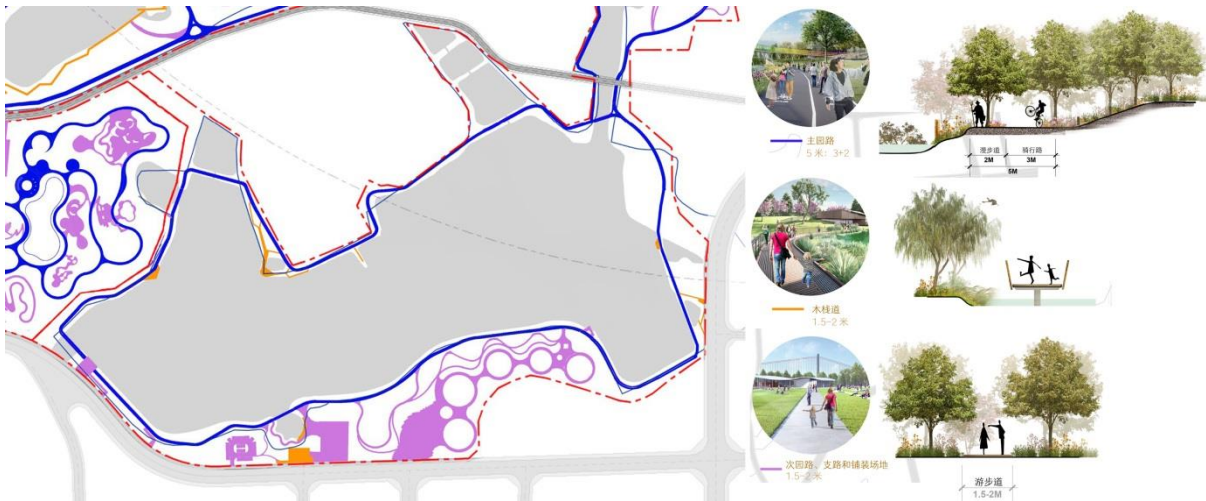 主园路
5 米：3+2
漫步道
骑行路
2M
3M
5M
木栈道
1.5-2 米
次园路、支路和铺装场地
1.5-2 米
游步道
1.5-2M